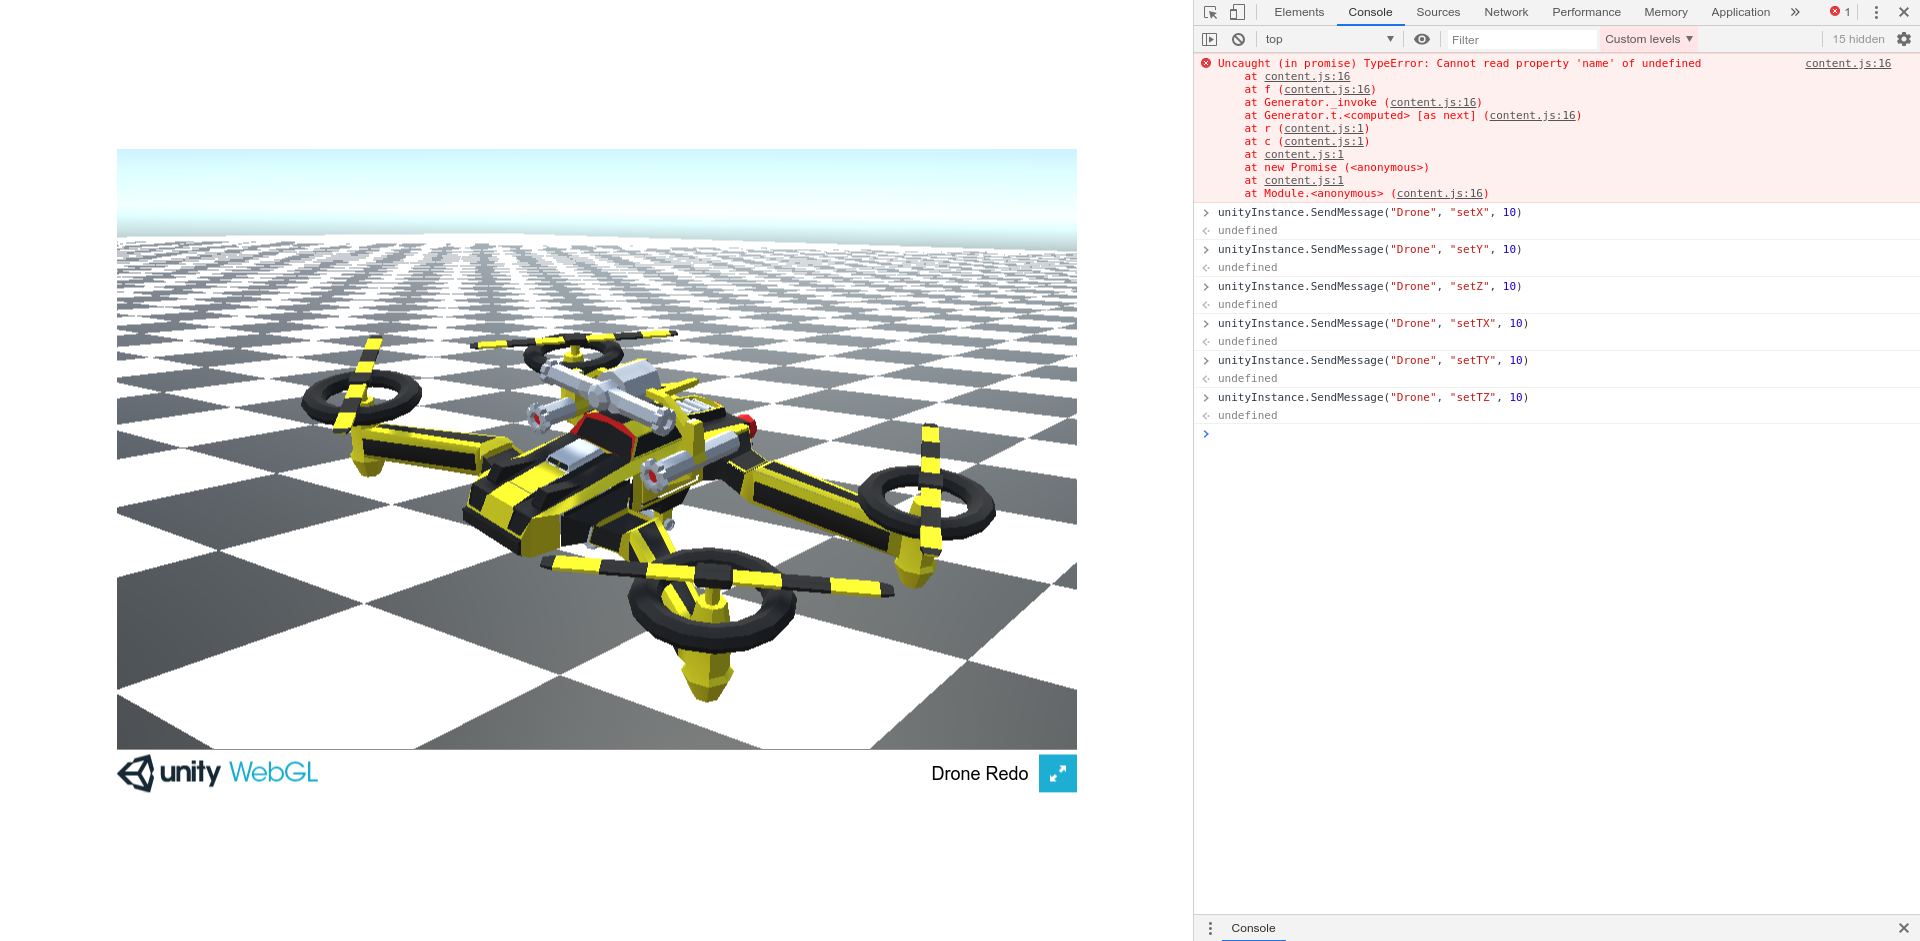 Elements Console Sources Network Performance Memory Application » 1
top Filter Custom levels 15 hidden
Uncaught (in promise) TypeError: Cannot read property 'name' of undefined content.js:16
at content.js:16
at f (content.js:16)
at Generator._invoke (content.js:16)
at Generator.t.<computed> [as next] (content.js:16)
at r (content.js:1)
at c (content.js:1)
at content.js:1
at new Promise (<anonymous>)
at content.js:1
at Module.<anonymous> (content.js:16)
unityInstance.SendMessage("Drone", "setX", 10)
undefined
unityInstance.SendMessage("Drone", "setY", 10)
undefined
unityInstance.SendMessage("Drone", "setZ", 10)
undefined
unityInstance.SendMessage("Drone", "setTX", 10)
undefined
unityInstance.SendMessage("Drone", "setTY", 10)
undefined
unityInstance.SendMessage("Drone", "setTZ", 10)
undefined
unity WebGL
Drone Redo
Console